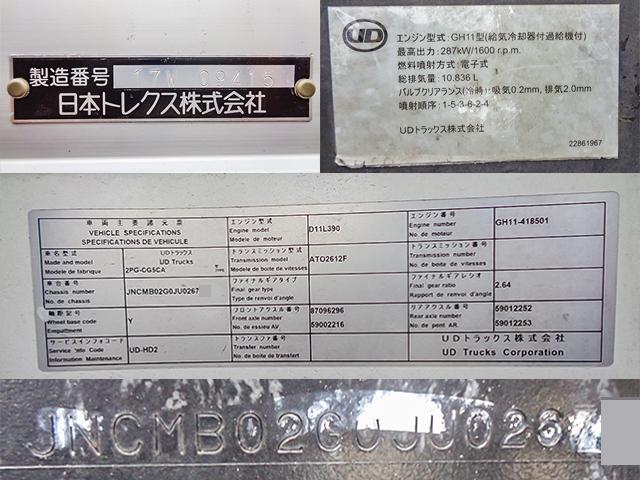 製造番号 17W 09415
日本トレクス株式会社
UD
エンジン型式：GH11型(給気冷却器付過給機付)
最高出力：287kW/1600 r.p.m.
燃料噴射方式：電子式
総排気量：10.836 L
バルブクリアランス(冷時)：吸気0.2mm, 排気2.0mm
噴射順序：1-5-3-6-2-4
UDトラックス株式会社
22861967
車両主要諸元票
VEHICLE SPECIFICATIONS
SPECIFICATIONS DE VEHICULE
エンジン型式
Engine model
Modele de moteur
D11L390
エンジン番号
Engine number
No. de moteur
GH11-418501
車名型式
Made and model
Modele de fabrique
UDトラックス
UD Trucks
2PG-CG5CA
トランスミッション型式
Transmission model
Modele de boite de vitesses
ATO2612F
トランスミッション番号
Transmission number
No. de boite de vitesses
車台番号
Chassis number
No. de chassis
JNCMB02G0JU0267
ファイナルギアタイプ
Final gear type
Type de renvoi d'angle
ファイナルギアレシオ
Final gear ratio
Rapport de renvoi d'angle
2.64
軸距記号
Wheel base code
Empattement
Y
フロントアクスル番号
Front axle number
No. de essieu AV.
87096296
59002216
リアアクスル番号
Rear axle number
No. de pont AR.
59012252
59012253
サービスインフォコード
Service Info Code
Information Maintenance
UD-HD2
トランスファ番号
Transfer number
No. de boite de transfert
UDトラックス株式会社
UD Trucks Corporation
JNCMB02G0JU026